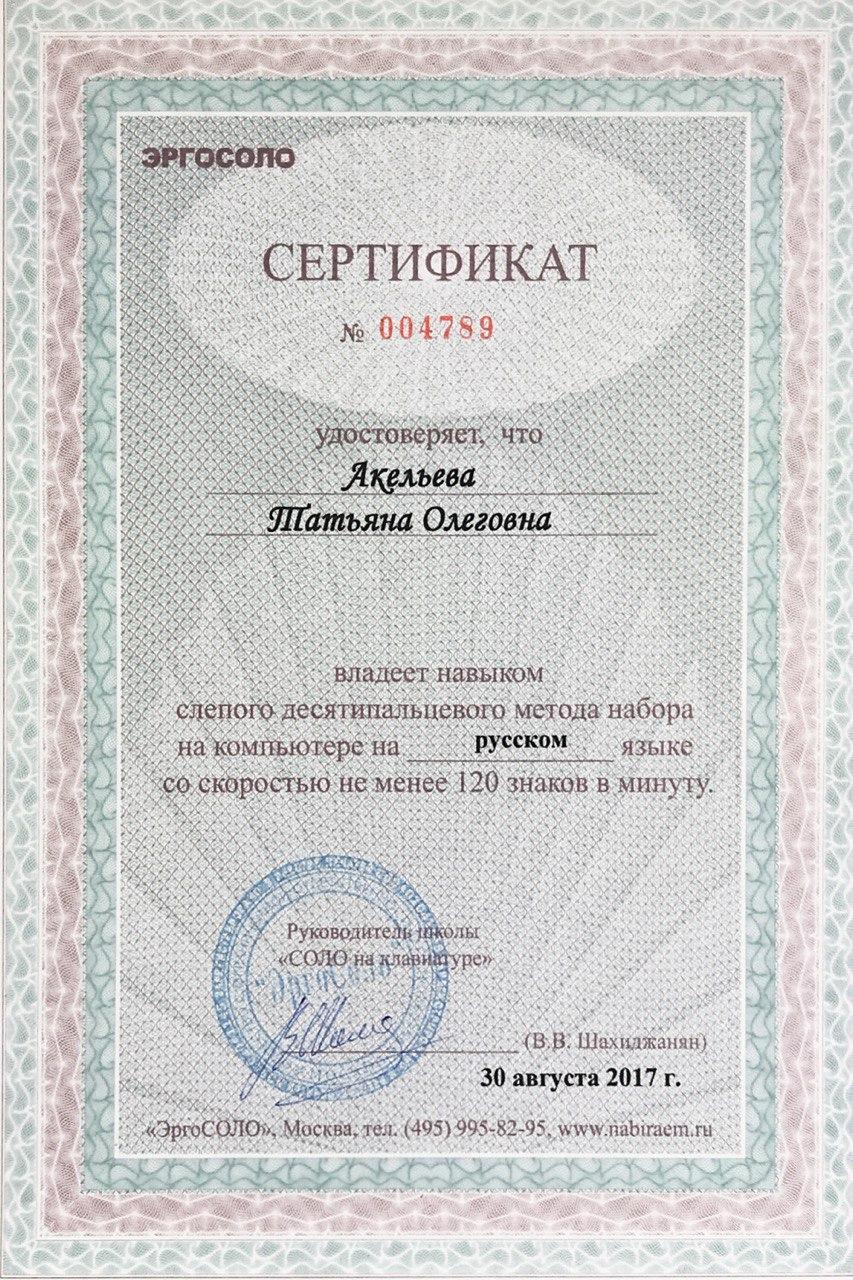 ЭРГОСОЛО
СЕРТИФИКАТ
№ 004789
удостоверяет, что
Акельева
Татьяна Олеговна
владеет навыком
слепого десятипальцевого метода набора
на компьютере на русском языке
со скоростью не менее 120 знаков в минуту.
Руководитель школы
«СОЛО на клавиатуре»
"ЭргоСоло"
(В.В. Шахиджанян)
30 августа 2017 г.
«ЭргоСОЛО», Москва, тел. (495) 995-82-95, www.nabiraem.ru